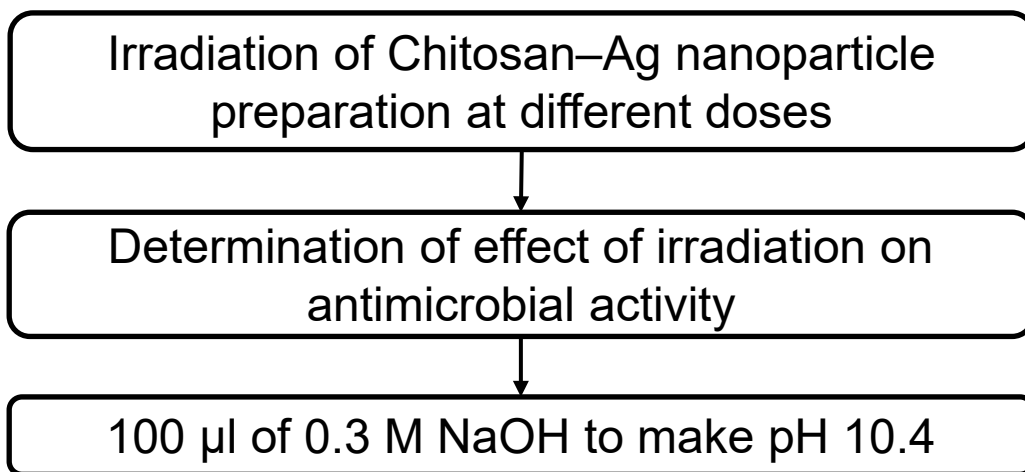 Irradiation of Chitosan–Ag nanoparticle
preparation at different doses
Determination of effect of irradiation on
antimicrobial activity
100 µl of 0.3 M NaOH to make pH 10.4